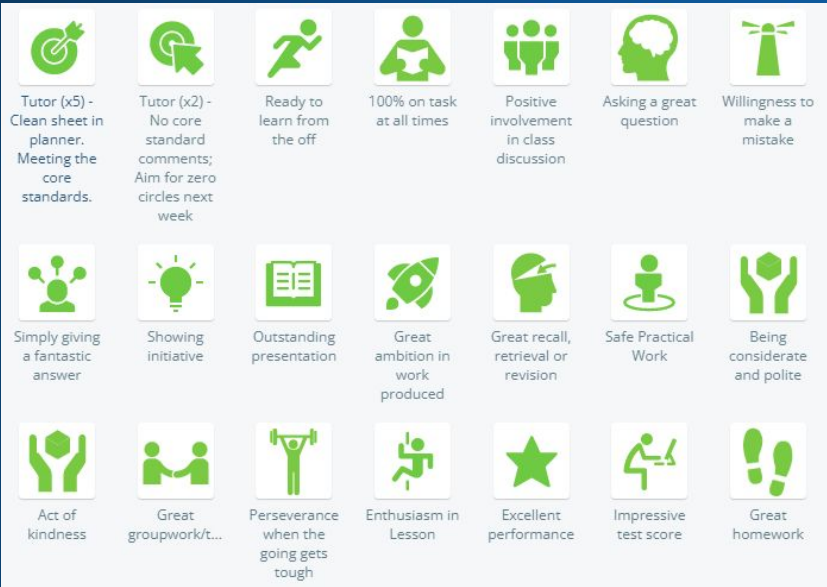 Tutor (x5) -
Clean sheet in
planner.
Meeting the
core
standards.
Tutor (x2) -
No core
standard
comments;
Aim for zero
circles next
week
Ready to
learn from
the off
100% on task
at all times
Positive
involvement
in class
discussion
Asking a great
question
Willingness to
make a
mistake
Simply giving
a fantastic
answer
Showing
initiative
Outstanding
presentation
Great
ambition in
work
produced
Great recall,
retrieval or
revision
Safe Practical
Work
Being
considerate
and polite
Act of
kindness
Great
groupwork/t...
Perseverance
when the
going gets
tough
Enthusiasm in
Lesson
Excellent
performance
Impressive
test score
Great
homework